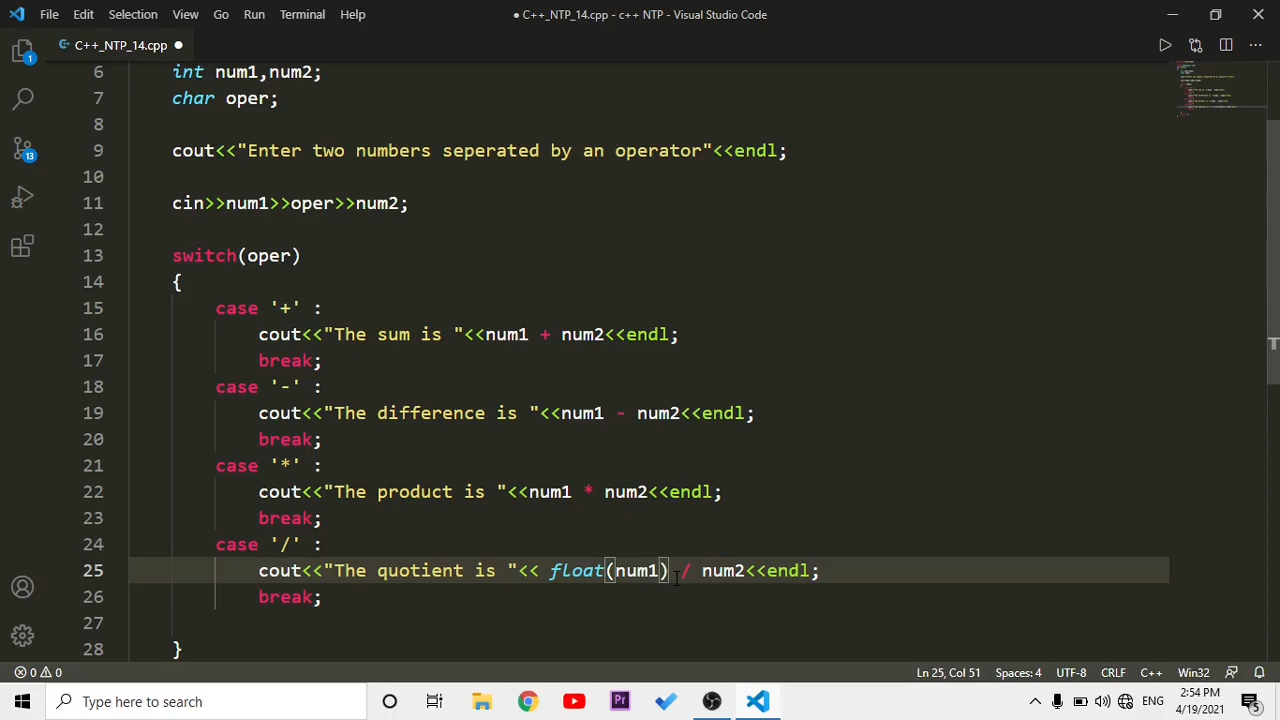 File Edit Selection View Go Run Terminal Help
● C++_NTP_14.cpp - c++ NTP - Visual Studio Code
C++_NTP_14.cpp ●
1
13
6 int num1,num2;
7 char oper;
8
9 cout<<"Enter two numbers seperated by an operator"<<endl;
10
11 cin>>num1>>oper>>num2;
12
13 switch(oper)
14 {
15 case '+' :
16 cout<<"The sum is "<<num1 + num2<<endl;
17 break;
18 case '-' :
19 cout<<"The difference is "<<num1 - num2<<endl;
20 break;
21 case '*' :
22 cout<<"The product is "<<num1 * num2<<endl;
23 break;
24 case '/' :
25 cout<<"The quotient is "<< float(num1) / num2<<endl;
26 break;
27
28 }
0 0 Ln 25, Col 51 Spaces: 4 UTF-8 CRLF C++ Win32
Type here to search
Pr
ENG
2:54 PM
4/19/2021
5